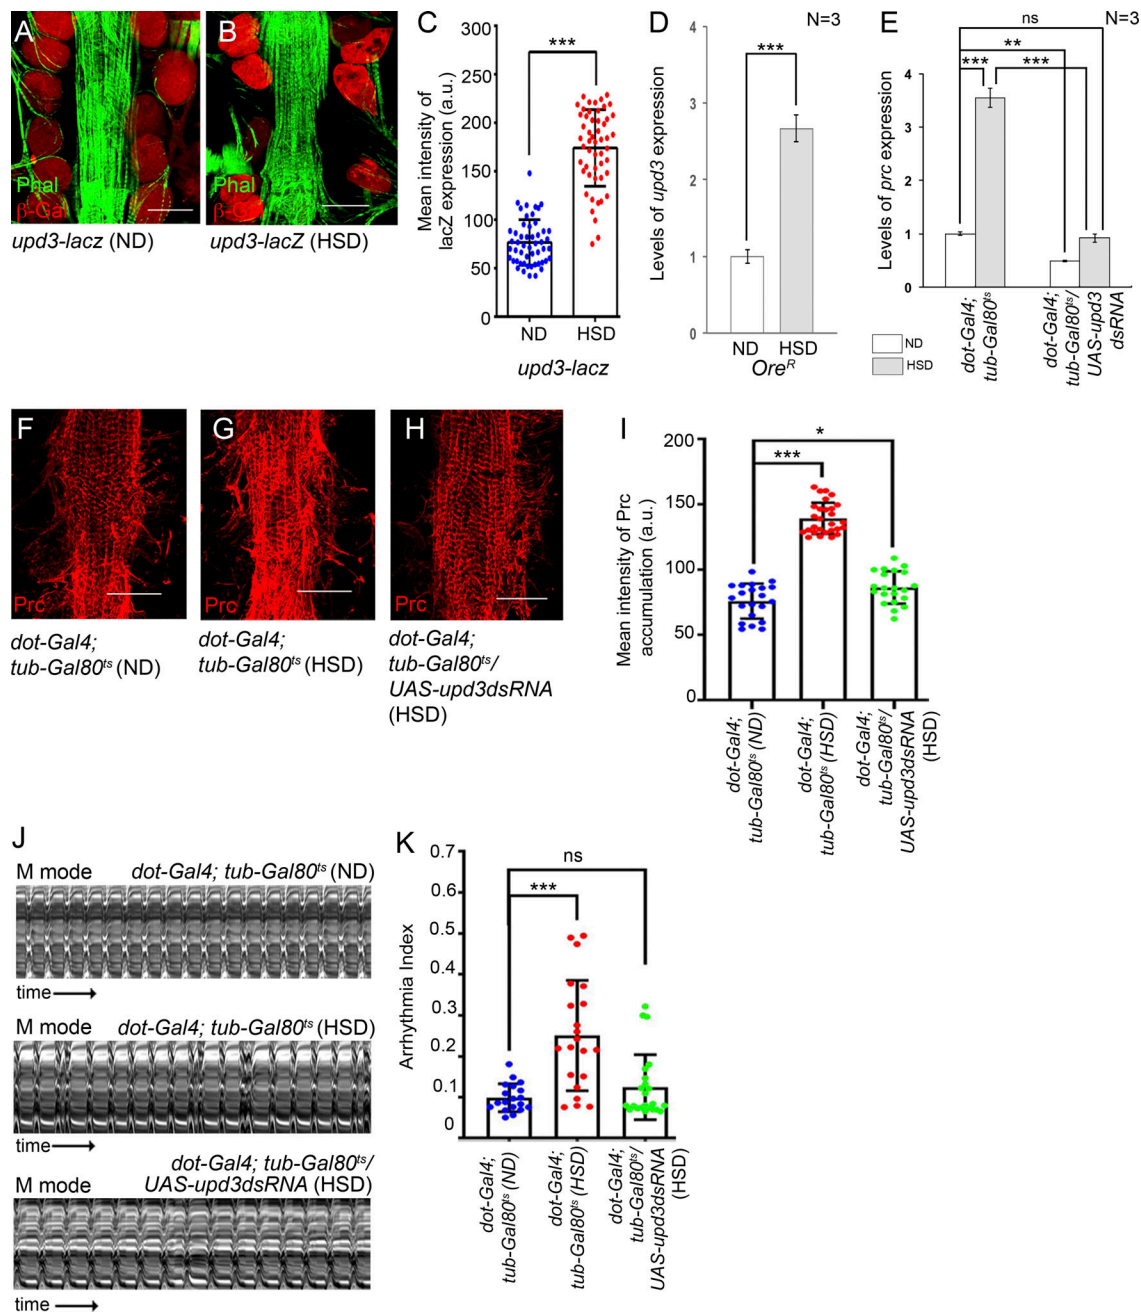 A
Phal
β-Gal
upd3-lacz (ND)
B
Phal
β-G
upd3-lacZ (HSD)
C
Mean intensity of
lacZ expression (a.u.)
300
250
200
150
100
50
0
***
ND
HSD
upd3-lacz
D
N=3
Levels of upd3 expression
4
3
2
1
0
***
ND
HSD
Ore^R
E
N=3
ns
**
***
***
Levels of prc expression
4
3
2
1
0
dot-Gal4;
tub-Gal80^ts
dot-Gal4;
tub-Gal80^ts/
UAS-upd3
dsRNA
ND
HSD
F
Prc
dot-Gal4;
tub-Gal80^ts (ND)
G
Prc
dot-Gal4;
tub-Gal80^ts (HSD)
H
Prc
dot-Gal4;
tub-Gal80^ts/
UAS-upd3dsRNA
(HSD)
I
Mean intensity of Prc
accumulation (a.u.)
200
150
100
50
0
*
***
dot-Gal4;
tub-Gal80^ts (ND)
dot-Gal4;
tub-Gal80^ts (HSD)
dot-Gal4;
tub-Gal80^ts/
UAS-upd3dsRNA
(HSD)
J
M mode dot-Gal4; tub-Gal80^ts (ND)
time
M mode dot-Gal4; tub-Gal80^ts (HSD)
time
dot-Gal4; tub-Gal80^ts/
M mode UAS-upd3dsRNA (HSD)
time
K
Arrhythmia Index
0.7
0.6
0.5
0.4
0.3
0.2
0.1
0
ns
***
dot-Gal4;
tub-Gal80^ts (ND)
dot-Gal4;
tub-Gal80^ts (HSD)
dot-Gal4;
tub-Gal80^ts/
UAS-upd3dsRNA
(HSD)